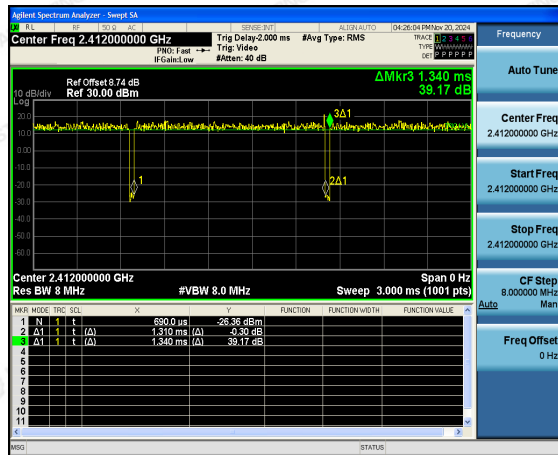 Agilent Spectrum Analyzer - Swept SA
RL RF 50 Ω AC SENSE:INT ALIGN AUTO 04:26:04 PM Nov 20, 2024
Center Freq 2.412000000 GHz
PNO: Fast
IFGain:Low
Trig Delay-2.000 ms
Trig: Video
#Atten: 40 dB
#Avg Type: RMS
TRACE 1 2 3 4 5 6
TYPE W
DET P P P P P P
Ref Offset 8.74 dB
10 dB/div Ref 30.00 dBm
ΔMkr3 1.340 ms
39.17 dB
Log
20.0
10.0
0.00
-10.0
-20.0
-30.0
-40.0
-50.0
-60.0
3Δ1
1
2Δ1
Center 2.412000000 GHz Span 0 Hz
Res BW 8 MHz #VBW 8.0 MHz Sweep 3.000 ms (1001 pts)
MKR MODE TRC SCL X Y FUNCTION FUNCTION WIDTH FUNCTION VALUE
1 N 1 t 690.0 µs -26.36 dBm
2 Δ1 1 t (Δ) 1.310 ms (Δ) -0.30 dB
3 Δ1 1 t (Δ) 1.340 ms (Δ) 39.17 dB
4
5
6
7
8
9
10
11
MSG STATUS
Frequency
Auto Tune
Center Freq
2.412000000 GHz
Start Freq
2.412000000 GHz
Stop Freq
2.412000000 GHz
CF Step
8.000000 MHz
Auto Man
Freq Offset
0 Hz